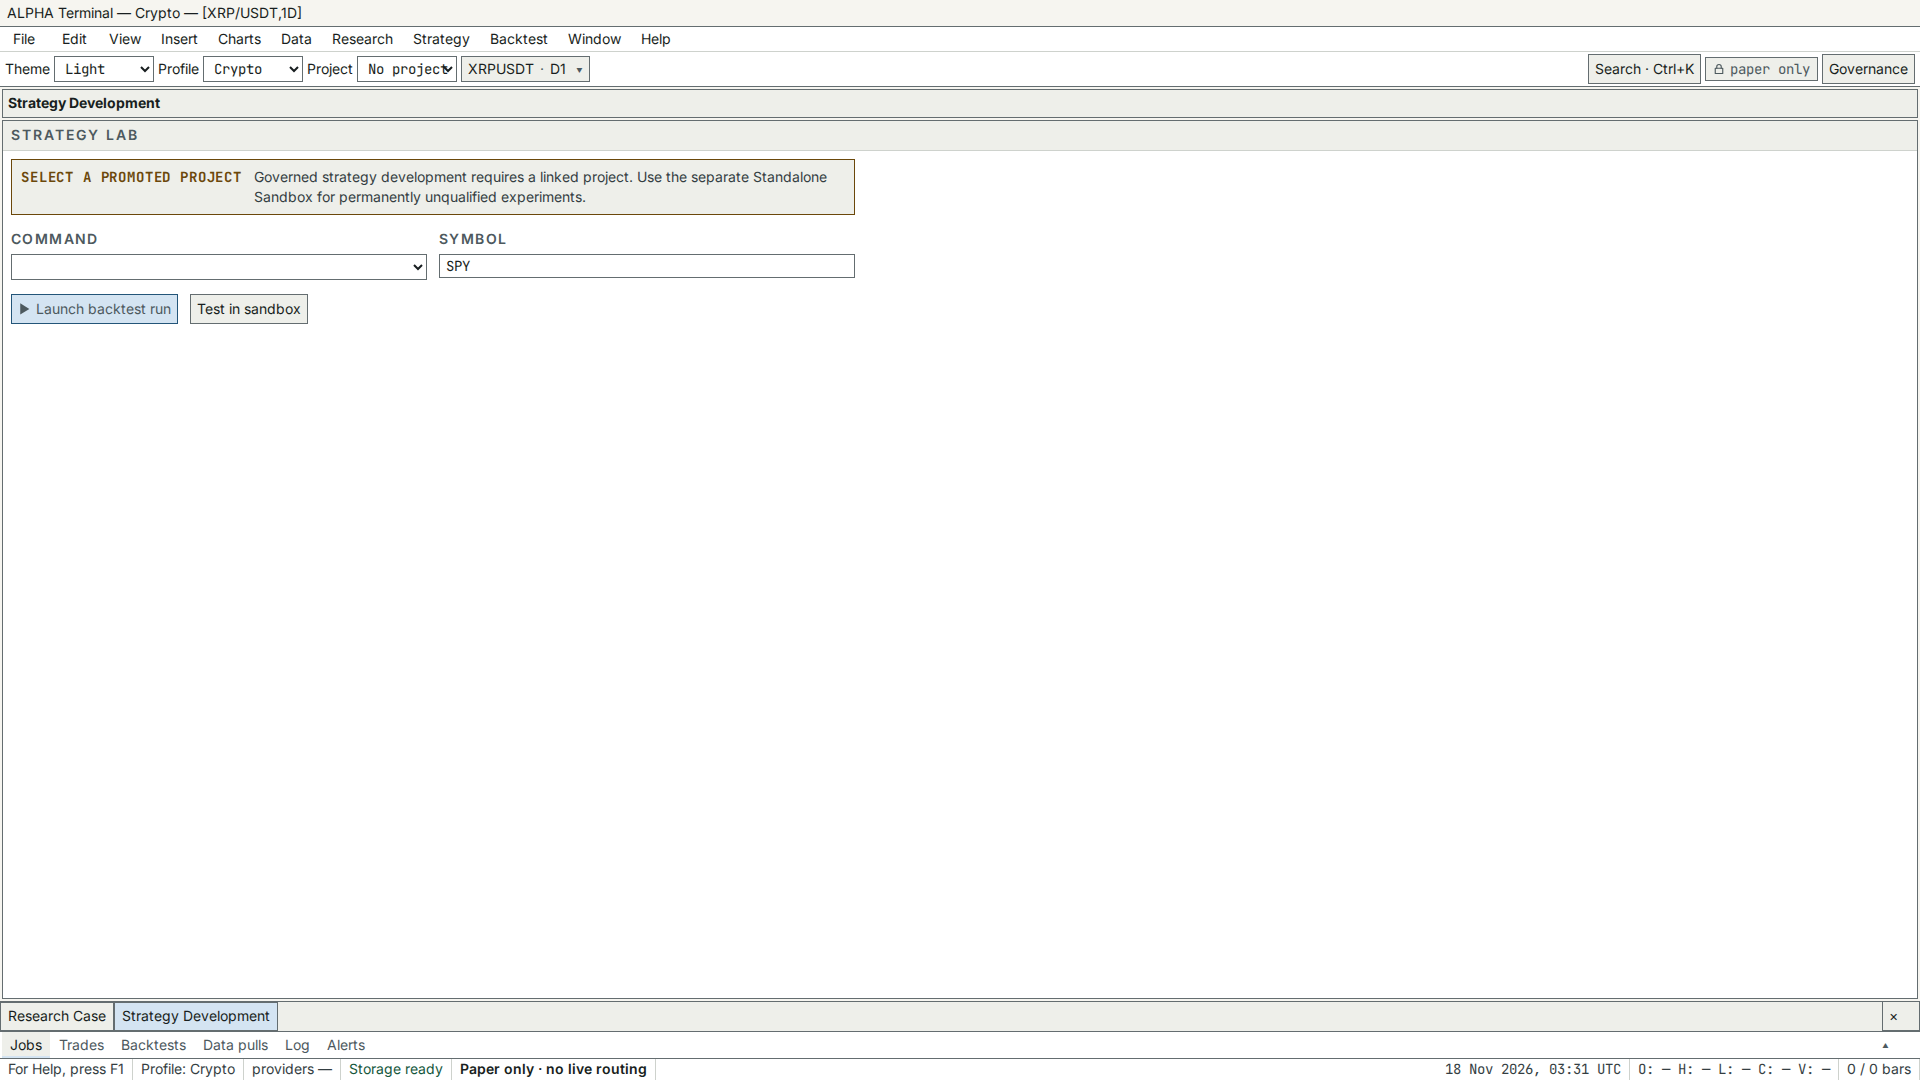 ALPHA Terminal — Crypto — [XRP/USDT,1D]
File Edit View Insert Charts Data Research Strategy Backtest Window Help
Theme Light Profile Crypto Project No project XRPUSDT · D1 Search · Ctrl+K paper only Governance
Strategy Development
STRATEGY LAB
SELECT A PROMOTED PROJECT Governed strategy development requires a linked project. Use the separate Standalone
Sandbox for permanently unqualified experiments.
COMMAND SYMBOL
SPY
Launch backtest run Test in sandbox
Research Case Strategy Development ×
Jobs Trades Backtests Data pulls Log Alerts
For Help, press F1 Profile: Crypto providers — Storage ready Paper only · no live routing 18 Nov 2026, 03:31 UTC O: — H: — L: — C: — V: — 0 / 0 bars